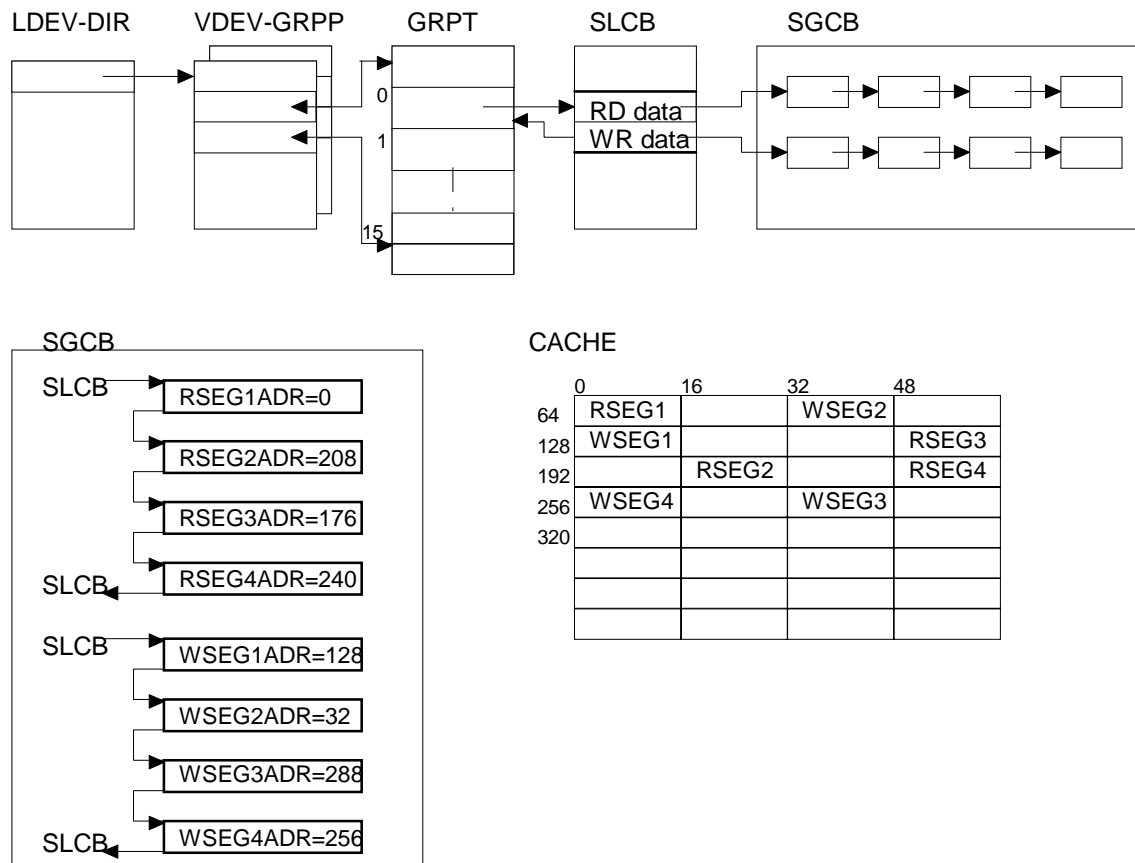 LDEV-DIR VDEV-GRPP GRPT SLCB SGCB
0
RD data
1
WR data
15
SGCB
SLCB
RSEG1ADR=0
RSEG2ADR=208
RSEG3ADR=176
RSEG4ADR=240
SLCB
SLCB
WSEG1ADR=128
WSEG2ADR=32
WSEG3ADR=288
WSEG4ADR=256
SLCB
CACHE
0 16 32 48
64 RSEG1 WSEG2
128 WSEG1 RSEG3
192 RSEG2 RSEG4
256 WSEG4 WSEG3
320